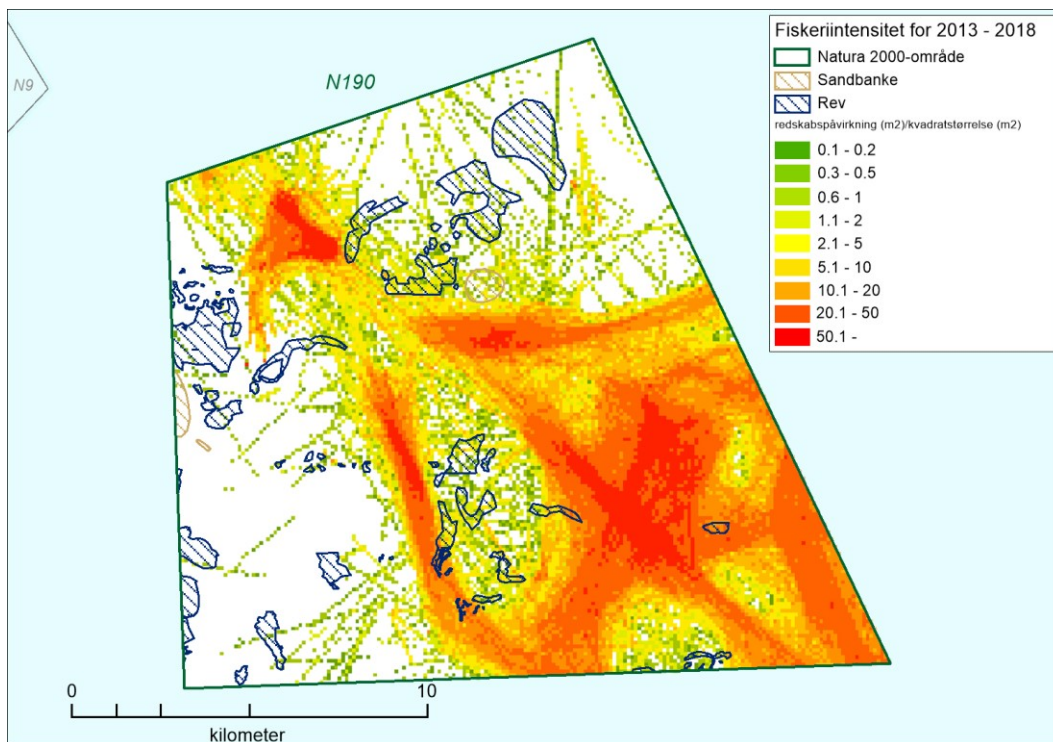 N9
N190
Fiskeriintensitet for 2013 - 2018
Natura 2000-område
Sandbanke
Rev
redskabspåvirkning (m2)/kvadratstørrelse (m2)
0.1 - 0.2
0.3 - 0.5
0.6 - 1
1.1 - 2
2.1 - 5
5.1 - 10
10.1 - 20
20.1 - 50
50.1 -
0 10
kilometer